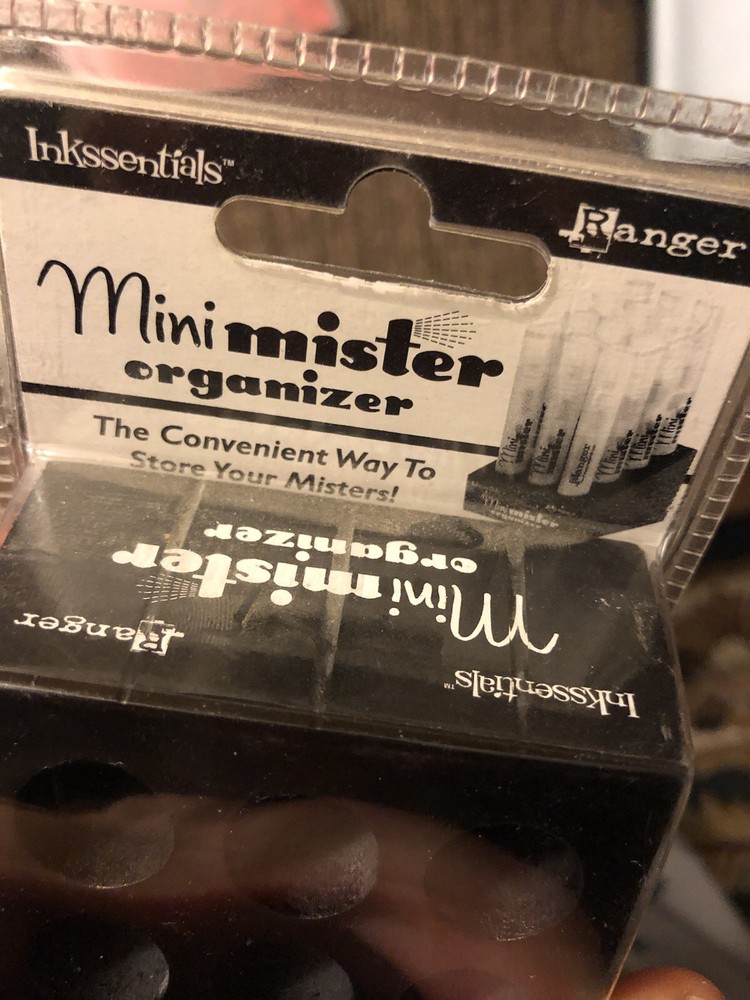 Inkssentials™
Ranger
Mini mister
organizer
The Convenient Way To
Store Your Misters!
organizer
Mini mister
Ranger
Inkssentials™